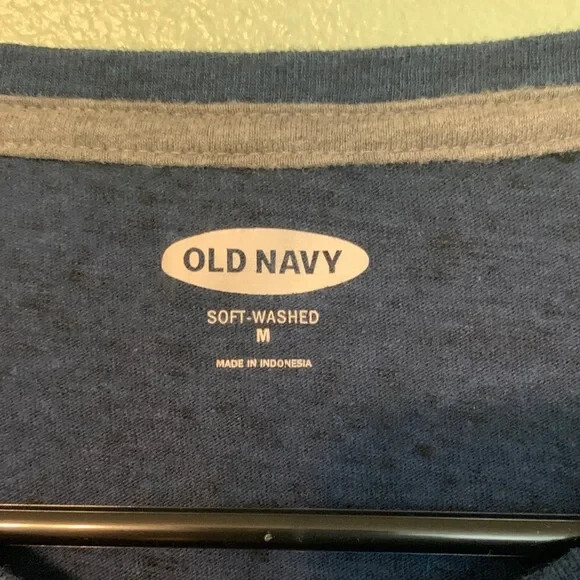 OLD NAVY
SOFT-WASHED
M
MADE IN INDONESIA